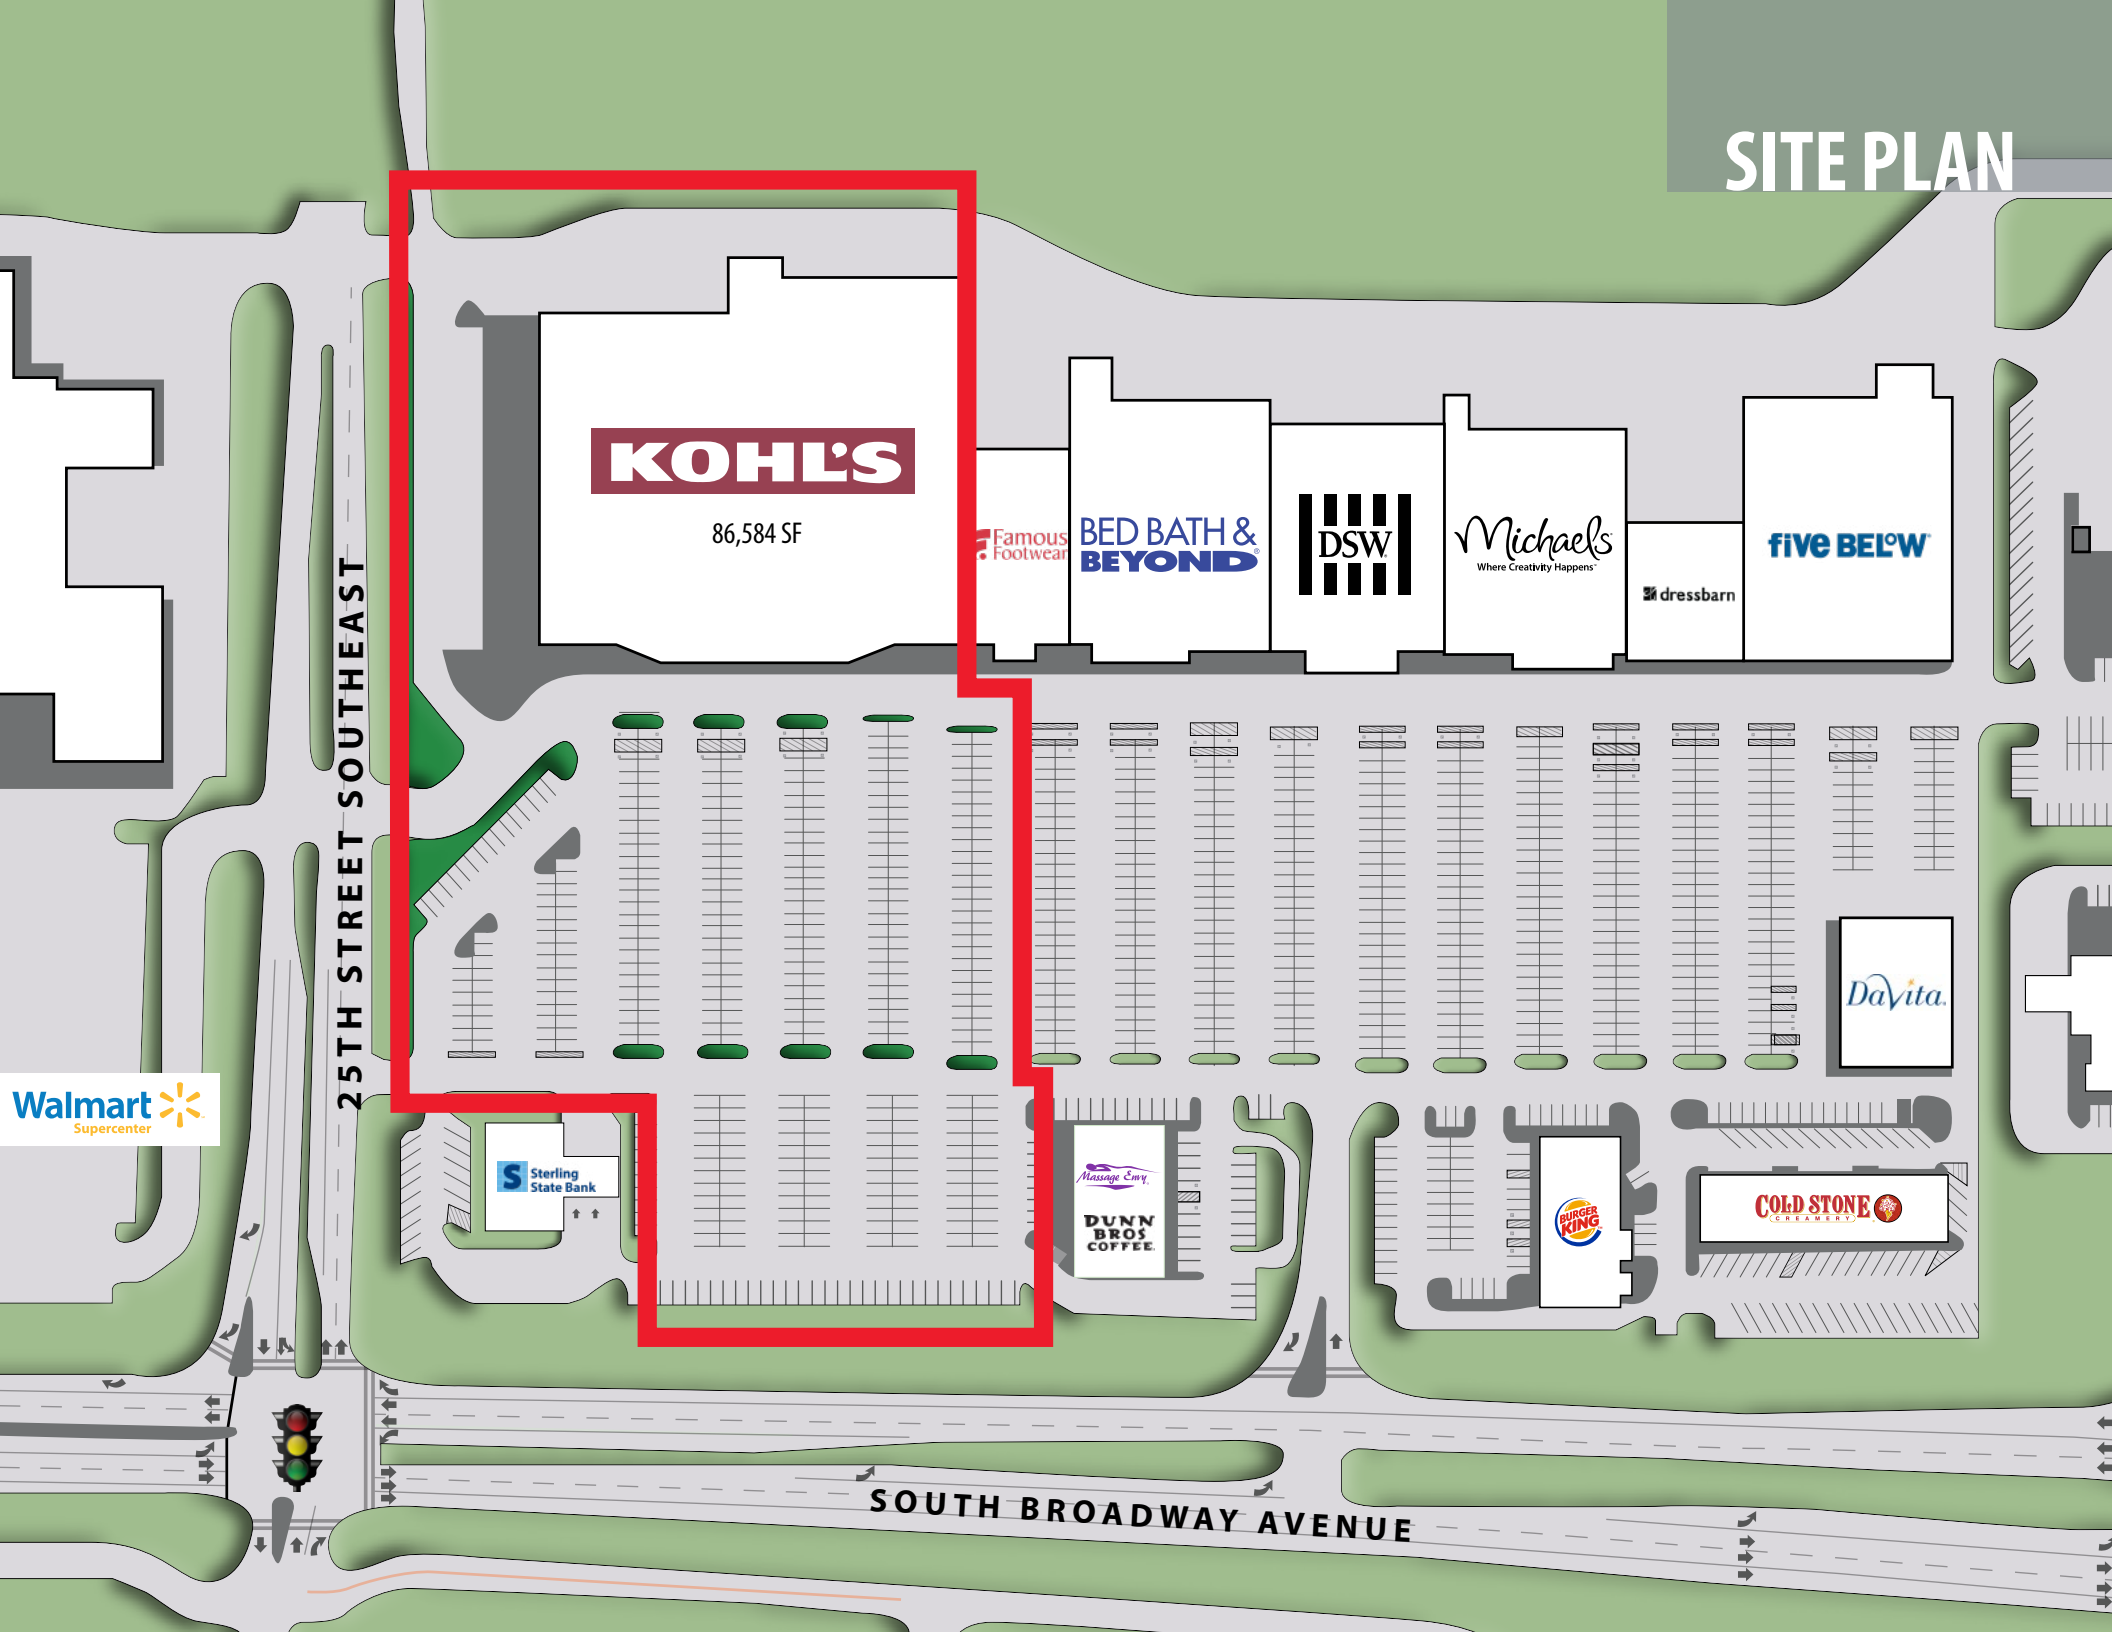 SITE PLAN
KOHL'S
86,584 SF
Famous
Footwear
BED BATH &
BEYOND
DSW
Michaels
Where Creativity Happens
dressbarn
five BELOW
25TH STREET SOUTHEAST
DaVita
Walmart
Supercenter
S
Sterling
State Bank
Massage Envy
DUNN
BROS
COFFEE
BURGER
KING
COLD STONE
CREAMERY
SOUTH BROADWAY AVENUE